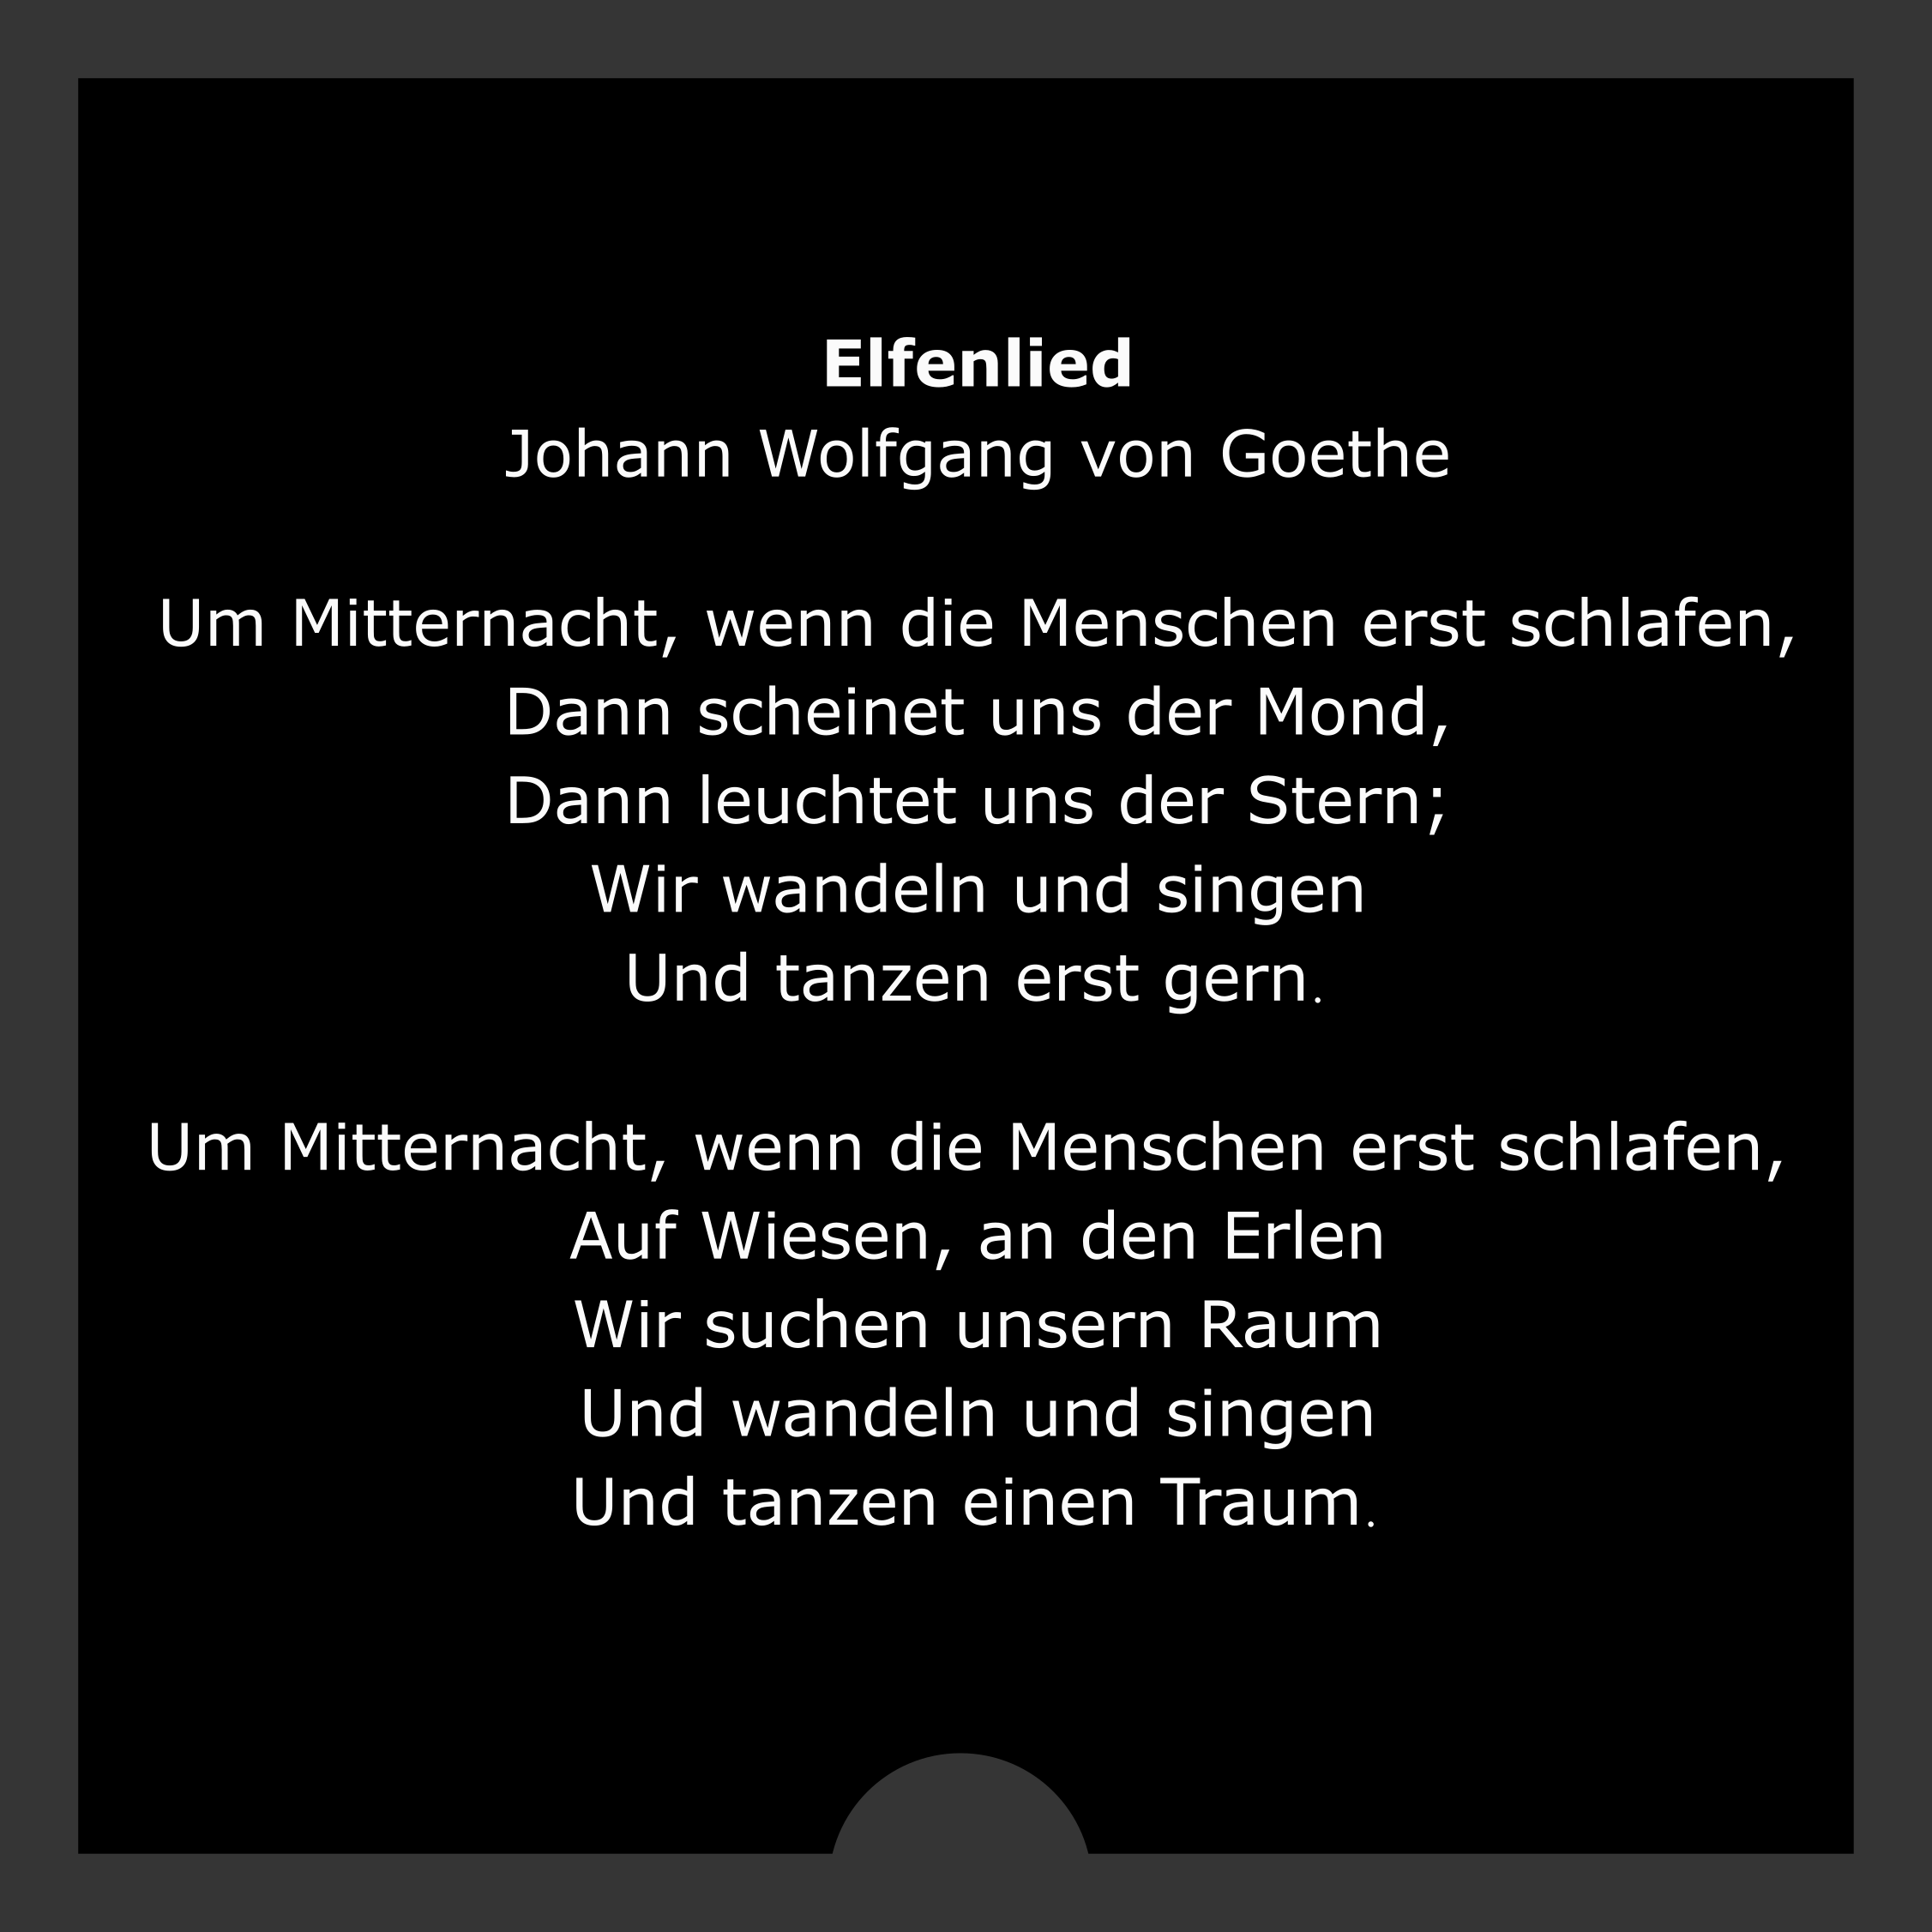 Elfenlied
Johann Wolfgang von Goethe
Um Mitternacht, wenn die Menschen erst schlafen,
Dann scheinet uns der Mond,
Dann leuchtet uns der Stern;
Wir wandeln und singen
Und tanzen erst gern.
Um Mitternacht, wenn die Menschen erst schlafen,
Auf Wiesen, an den Erlen
Wir suchen unsern Raum
Und wandeln und singen
Und tanzen einen Traum.